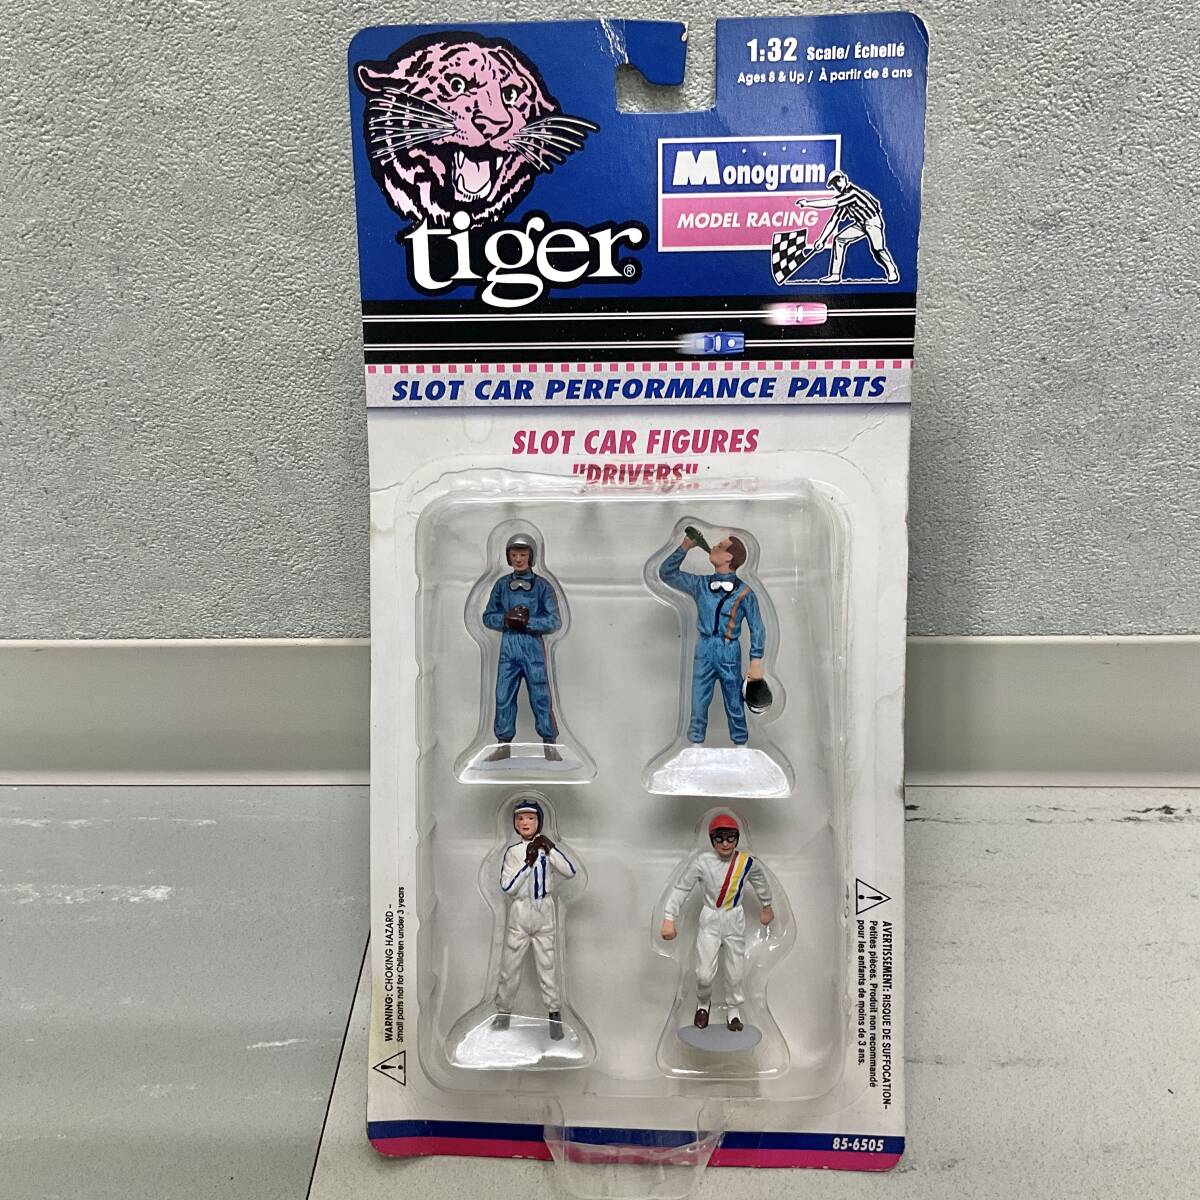 1:32 Scale/ Échellé
Ages 8 & Up / À partir de 8 ans
Monogram
MODEL RACING
tiger®
SLOT CAR PERFORMANCE PARTS
SLOT CAR FIGURES
"DRIVERS"
WARNING: CHOKING HAZARD -
Small parts not for Children under 3 years
AVERTISSEMENT: RISQUE DE SUFFOCATION-
Petites pièces. Produit non recommandé
pour les enfants de moins de 3 ans.
85-6505